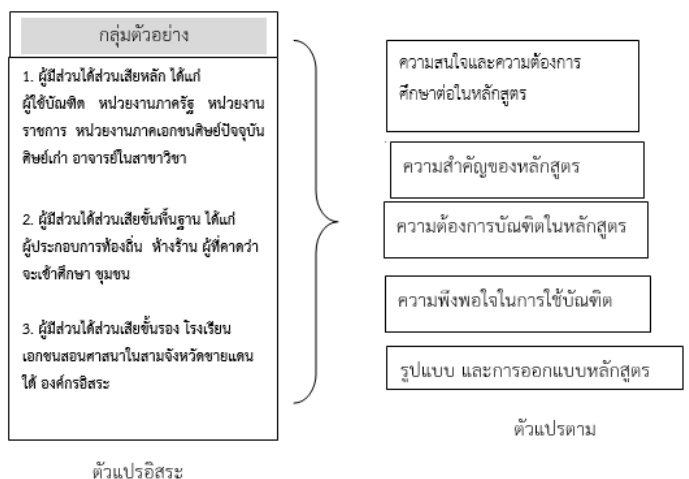 กลุ่มตัวอย่าง
1. ผู้มีส่วนได้ส่วนเสียหลัก ได้แก่
ผู้ใช้บัณฑิต หน่วยงานภาครัฐ หน่วยงาน
ราชการ หน่วยงานภาคเอกชนศิษย์ปัจจุบัน
ศิษย์เก่า อาจารย์ในสาขาวิชา
2. ผู้มีส่วนได้ส่วนเสียขั้นพื้นฐาน ได้แก่
ผู้ประกอบการท้องถิ่น ห้างร้าน ผู้ที่คาดว่า
จะเข้าศึกษา ชุมชน
3. ผู้มีส่วนได้ส่วนเสียขั้นรอง โรงเรียน
เอกชนสอนศาสนาในสามจังหวัดชายแดน
ใต้ องค์กรอิสระ
ตัวแปรอิสระ
ความสนใจและความต้องการ
ศึกษาต่อในหลักสูตร
ความสำคัญของหลักสูตร
ความต้องการบัณฑิตในหลักสูตร
ความพึงพอใจในการใช้บัณฑิต
รูปแบบ และการออกแบบหลักสูตร
ตัวแปรตาม